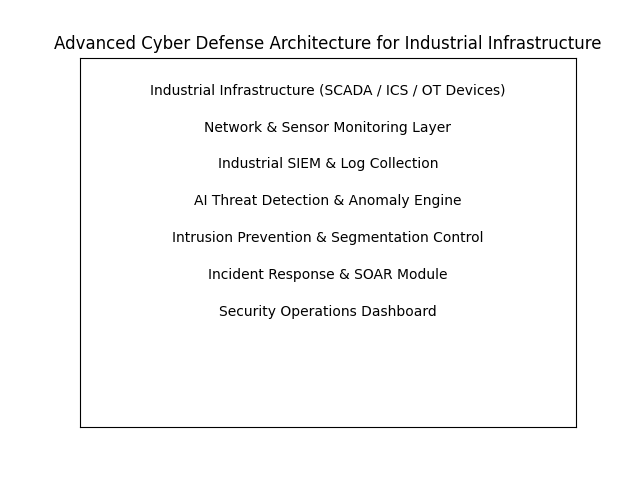 Advanced Cyber Defense Architecture for Industrial Infrastructure
Industrial Infrastructure (SCADA / ICS / OT Devices)
Network & Sensor Monitoring Layer
Industrial SIEM & Log Collection
AI Threat Detection & Anomaly Engine
Intrusion Prevention & Segmentation Control
Incident Response & SOAR Module
Security Operations Dashboard